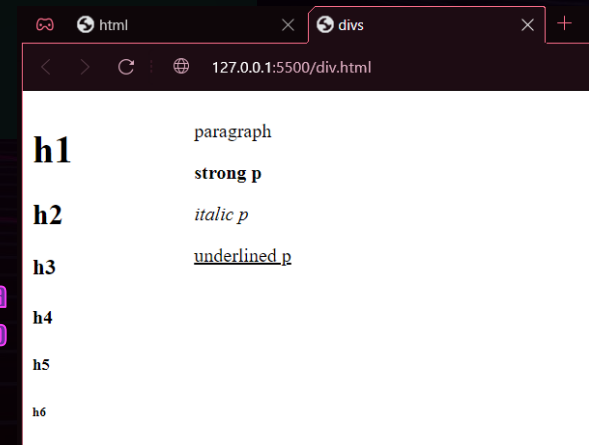 html
divs
127.0.0.1:5500/div.html
h1
h2
h3
h4
h5
h6
paragraph
strong p
italic p
underlined p